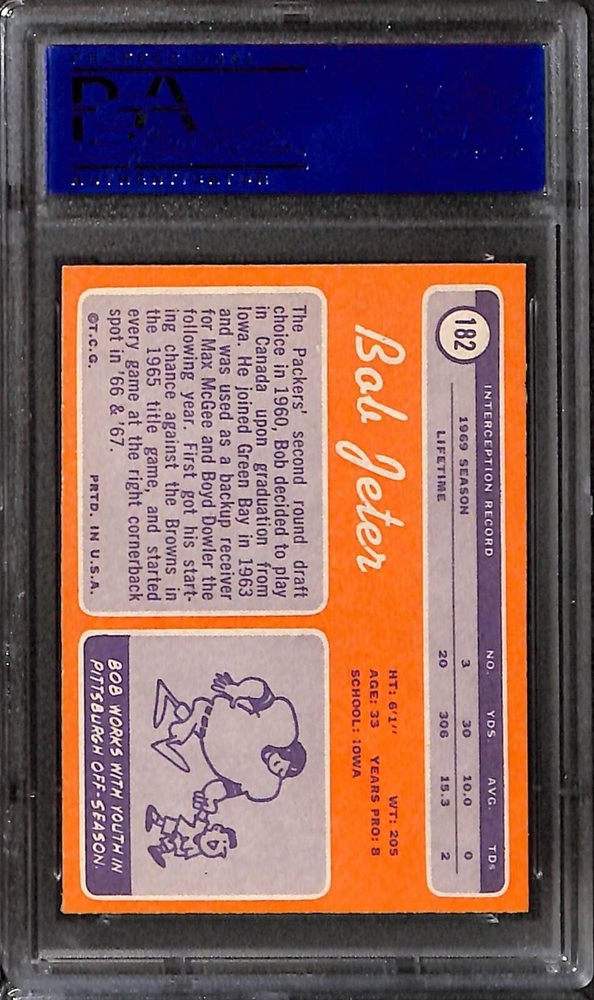 PSA
182
INTERCEPTION RECORD NO. YDS. AVG. TDs
1969 SEASON 3 30 10.0 0
LIFETIME 20 306 15.3 2
Bob Jeter
HT: 6'1" WT: 205
AGE: 33 YEARS PRO: 8
SCHOOL: IOWA
The Packers' second round draft
choice in 1960, Bob decided to play
in Canada upon graduation from
Iowa. He joined Green Bay in 1963
and was used as a backup receiver
for Max McGee and Boyd Dowler the
following year. First got his start-
ing chance against the Browns in
the 1965 title game, and started
every game at the right cornerback
spot in '66 & '67.
©T.C.G. PRTD. IN U.S.A.
BOB WORKS WITH YOUTH IN
PITTSBURGH OFF-SEASON.